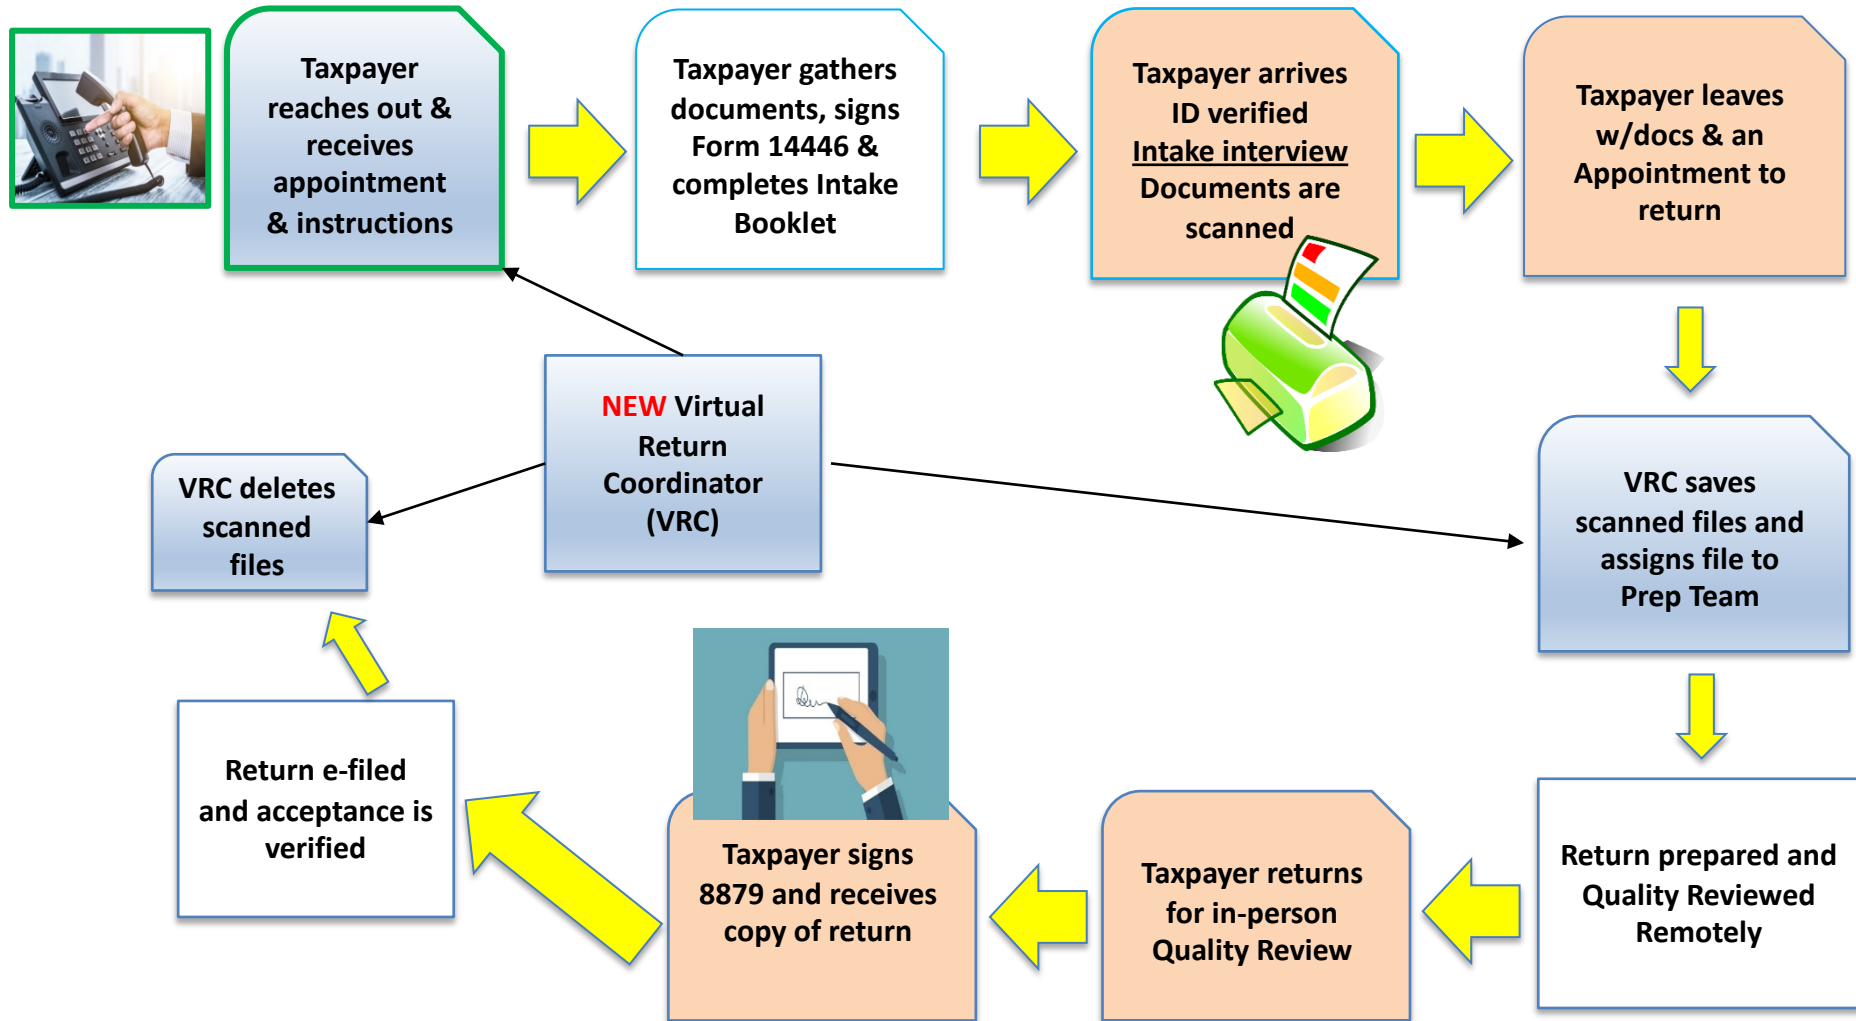 Taxpayer
reaches out &
receives
appointment
& instructions
Taxpayer gathers
documents, signs
Form 14446 &
completes Intake
Booklet
Taxpayer arrives
ID verified
Intake interview
Documents are
scanned
Taxpayer leaves
w/docs & an
Appointment to
return
NEW Virtual
Return
Coordinator
(VRC)
VRC saves
scanned files and
assigns file to
Prep Team
Return prepared and
Quality Reviewed
Remotely
Taxpayer returns
for in-person
Quality Review
Taxpayer signs
8879 and receives
copy of return
Return e-filed
and acceptance is
verified
VRC deletes
scanned
files